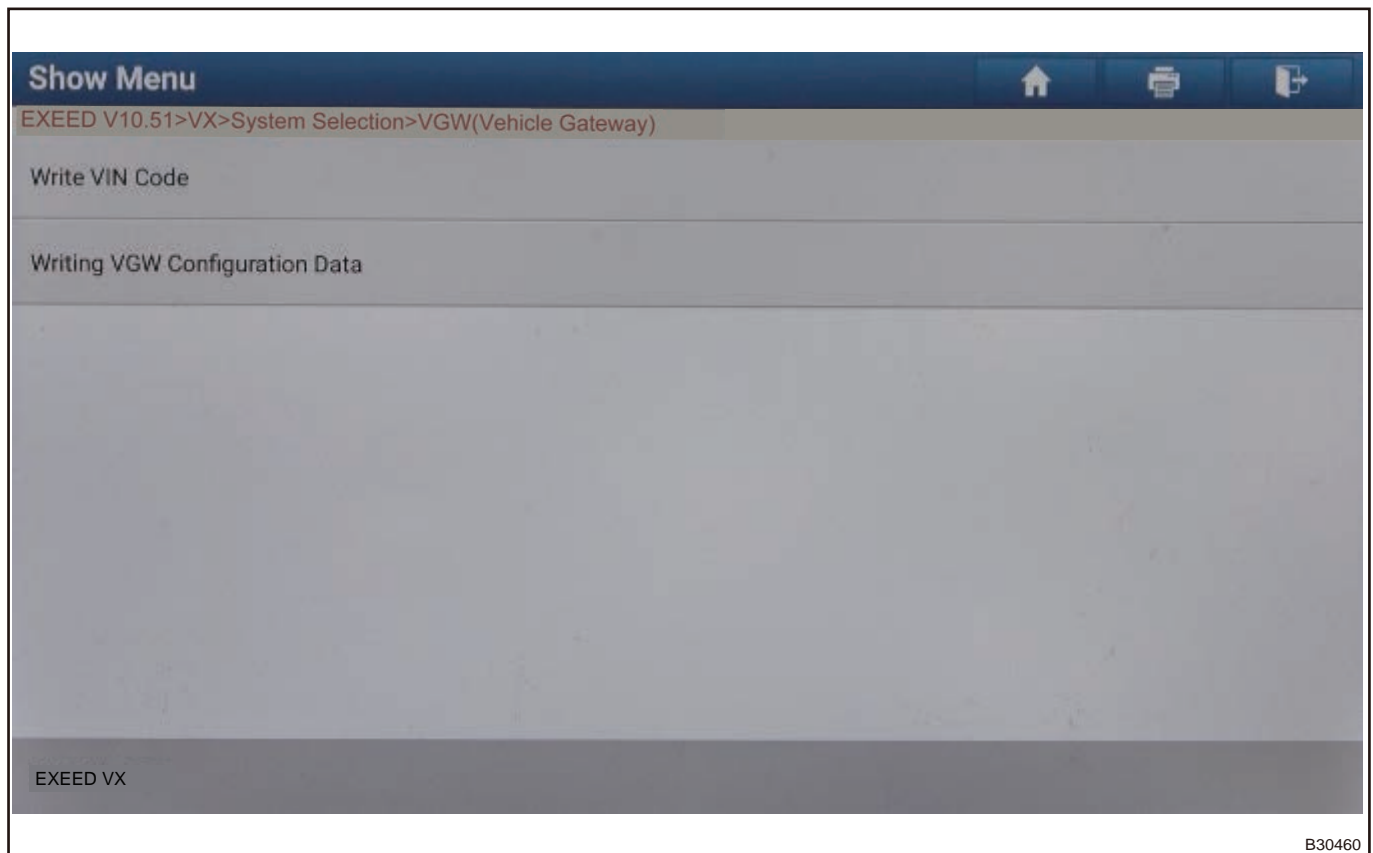 Show Menu
EXEED V10.51>VX>System Selection>VGW(Vehicle Gateway)
Write VIN Code
Writing VGW Configuration Data
EXEED VX
B30460